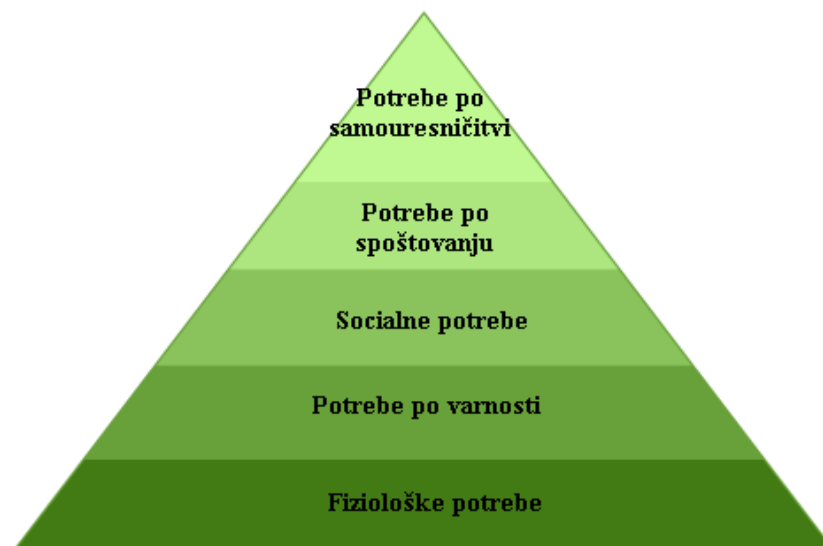 Potrebe po
samouresničitvi
Potrebe po
spoštovanju
Socialne potrebe
Potrebe po varnosti
Fiziološke potrebe